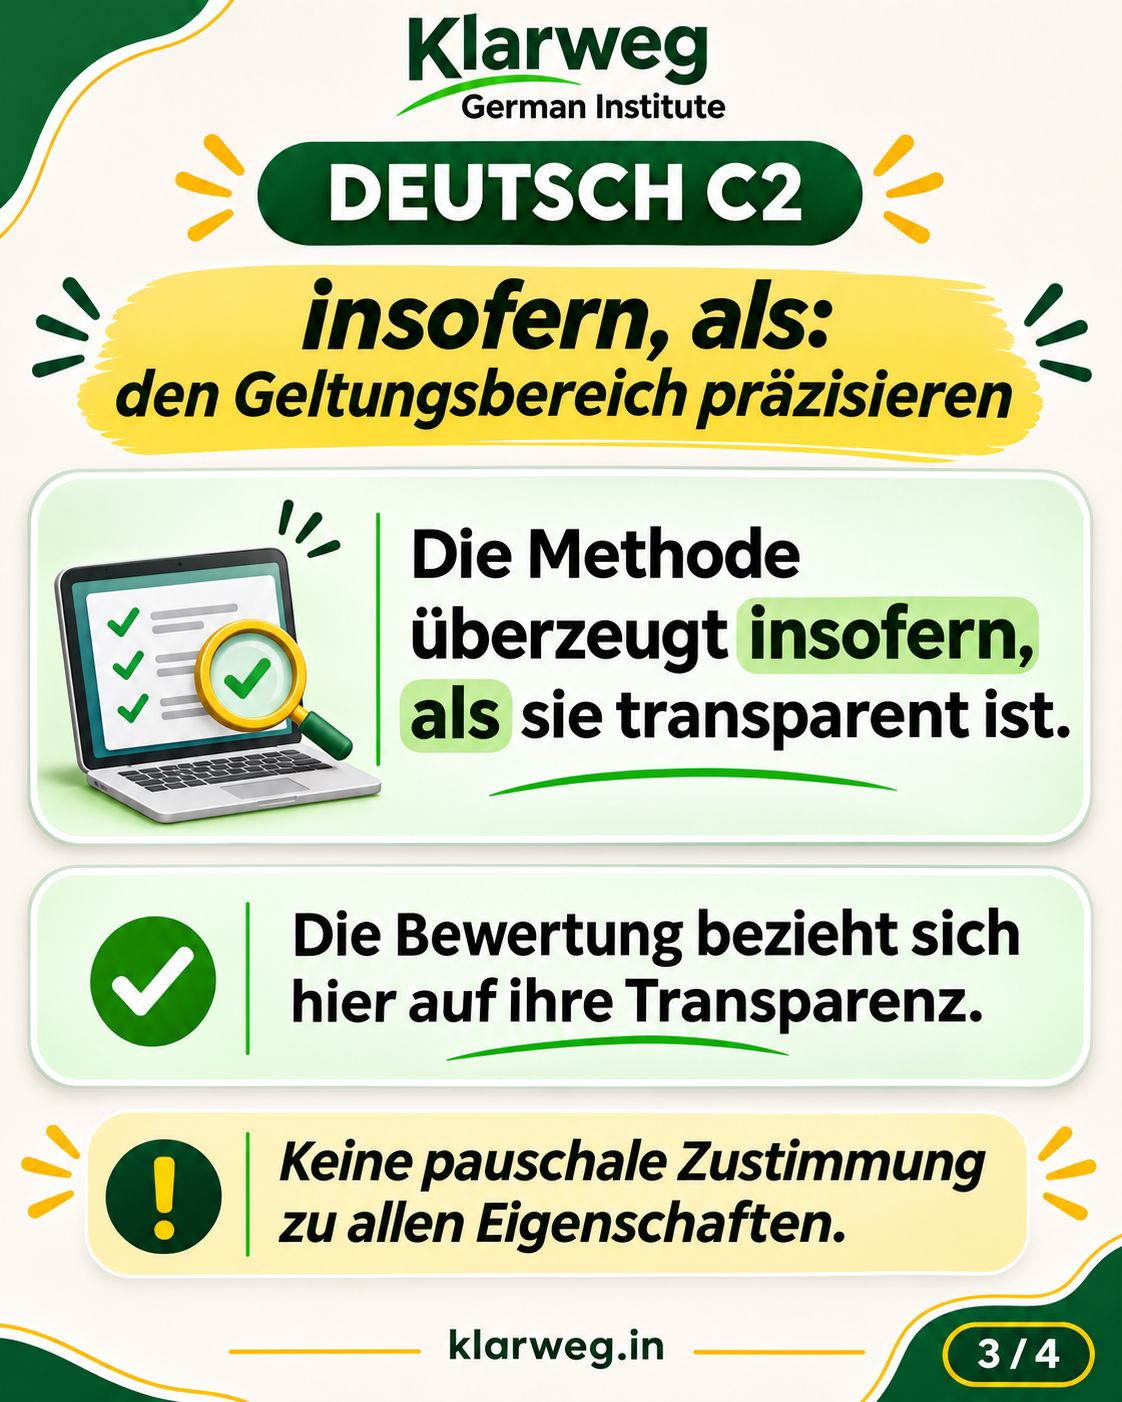 Klarweg
German Institute
DEUTSCH C2
insofern, als:
den Geltungsbereich präzisieren
Die Methode
überzeugt insofern,
als sie transparent ist.
Die Bewertung bezieht sich
hier auf ihre Transparenz.
Keine pauschale Zustimmung
zu allen Eigenschaften.
klarweg.in
3 / 4